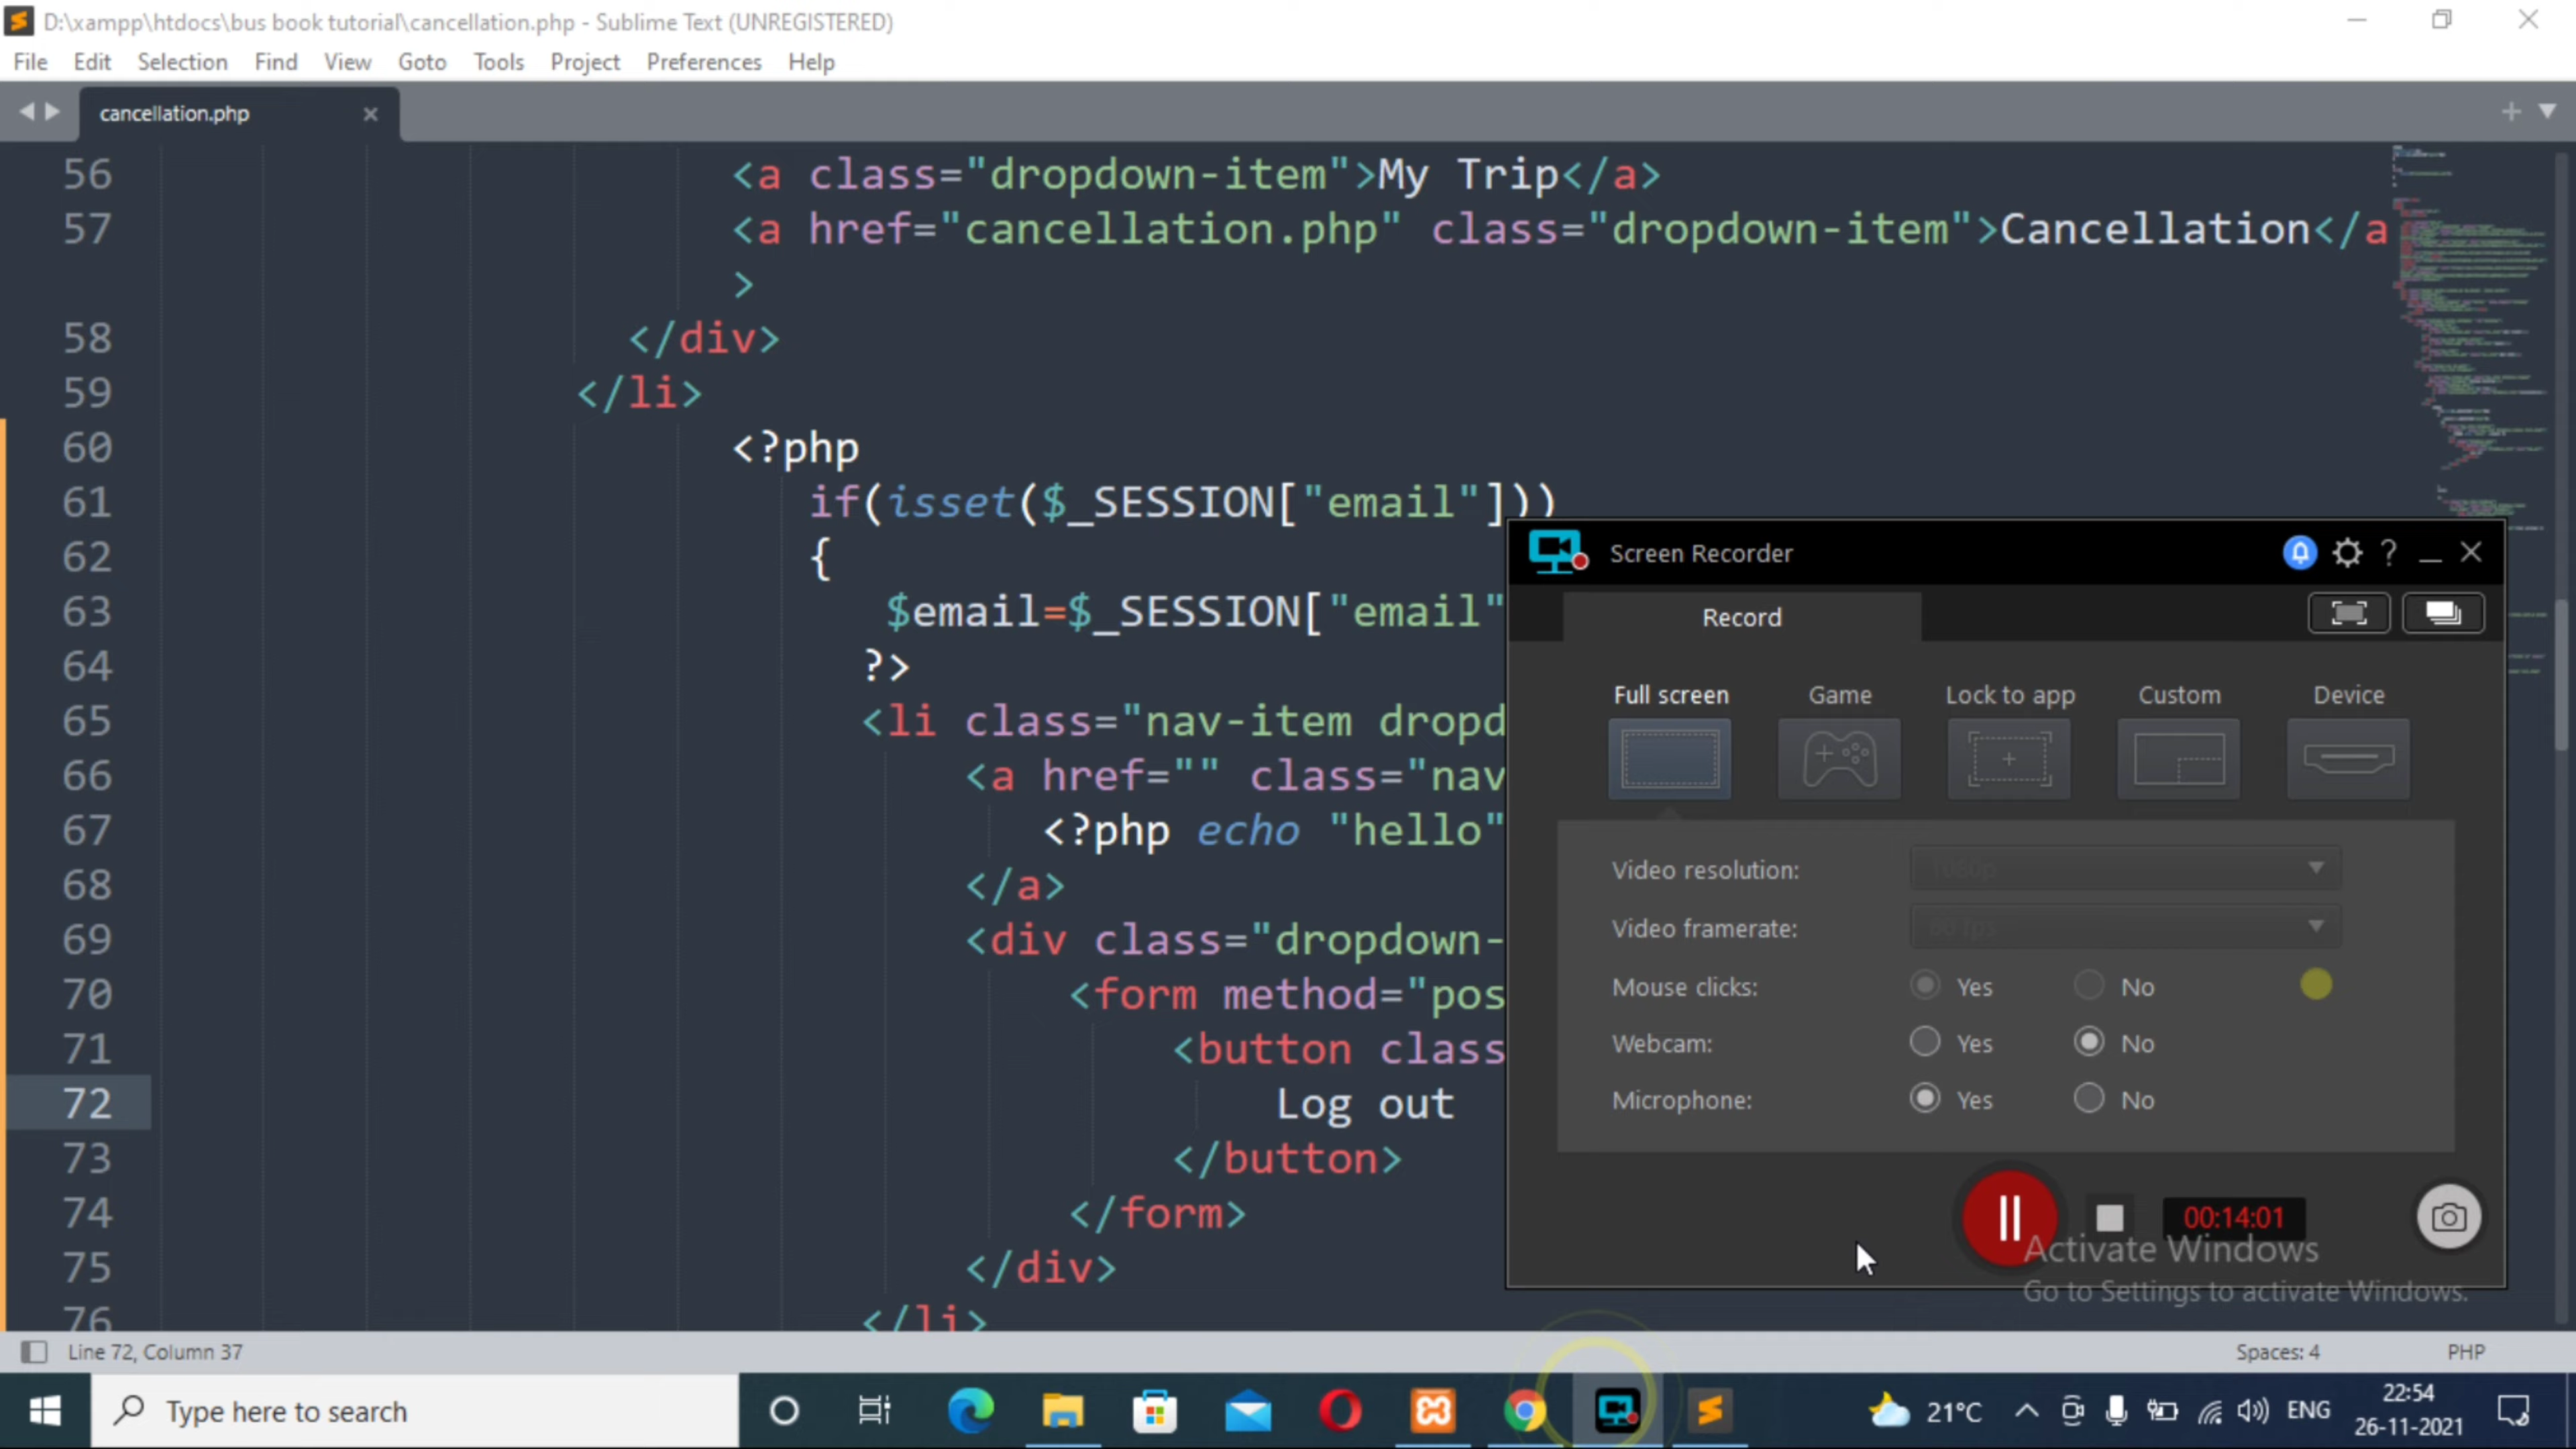 D:\xampp\htdocs\bus book tutorial\cancellation.php - Sublime Text (UNREGISTERED)
File Edit Selection Find View Goto Tools Project Preferences Help
cancellation.php
56 <a class="dropdown-item">My Trip</a>
57 <a href="cancellation.php" class="dropdown-item">Cancellation</a
>
58 </div>
59 </li>
60 <?php
61 if(isset($_SESSION["email"]))
62 {
63 $email=$_SESSION["email"
64 ?>
65 <li class="nav-item dropd
66 <a href="" class="nav
67 <?php echo "hello"
68 </a>
69 <div class="dropdown-
70 <form method="pos
71 <button class
72 Log out
73 </button>
74 </form>
75 </div>
76 </li>
Screen Recorder
Record
Full screen Game Lock to app Custom Device
Video resolution: 1080p
Video framerate: 60 fps
Mouse clicks: Yes No
Webcam: Yes No
Microphone: Yes No
00:14:01
Activate Windows
Go to Settings to activate Windows.
Line 72, Column 37 Spaces: 4 PHP
Type here to search
21°C ENG 22:54
26-11-2021